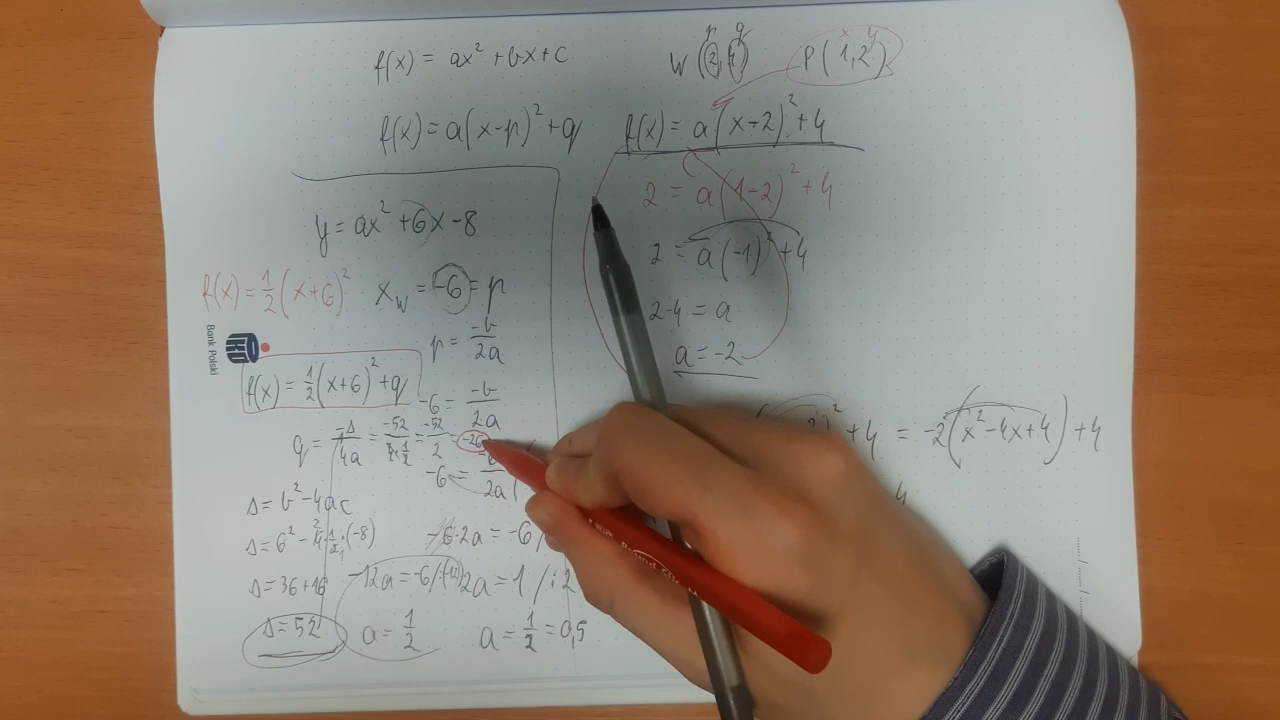 f(x) = ax² + bx + c
W (2,4)
p q
P(1,2)
x y
f(x) = a(x-p)² + q
f(x) = a(x-2)² + 4
2 = a(1-2)² + 4
y = ax² + 6x - 8
2 = a(-1)² + 4
f(x) = 1/2 (x+6)²
x_W = -6 = p
2-4 = a
p = -b/2a
a = -2
Bank Polski
f(x) = 1/2 (x+6)² + q
-6 = -b/2a
² + 4 = -2(x² - 4x + 4) + 4
q = -Δ/4a = = -52/2 = -26
-6 = 2a
4
Δ = b² - 4ac
Δ = 6² - 4·1/2·(-8)
-6·2a = -6/
Δ = 36 + 16
-12a = -6 /:(-12)
2a = 1 /:2
Δ = 52
a = 1/2
a = 1/2 = 0,5